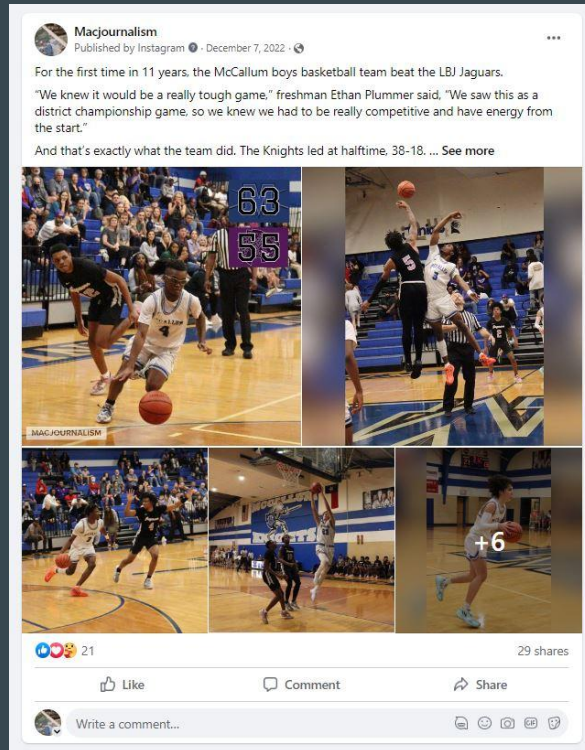 Macjournalism
Published by Instagram · December 7, 2022 ·
For the first time in 11 years, the McCallum boys basketball team beat the LBJ Jaguars.
“We knew it would be a really tough game,” freshman Ethan Plummer said, “We saw this as a
district championship game, so we knew we had to be really competitive and have energy from
the start.”
And that's exactly what the team did. The Knights led at halftime, 38-18. ... See more
63
55
4
5
MACJOURNALISM
+6
21
29 shares
Like
Comment
Share
Write a comment...
GIF